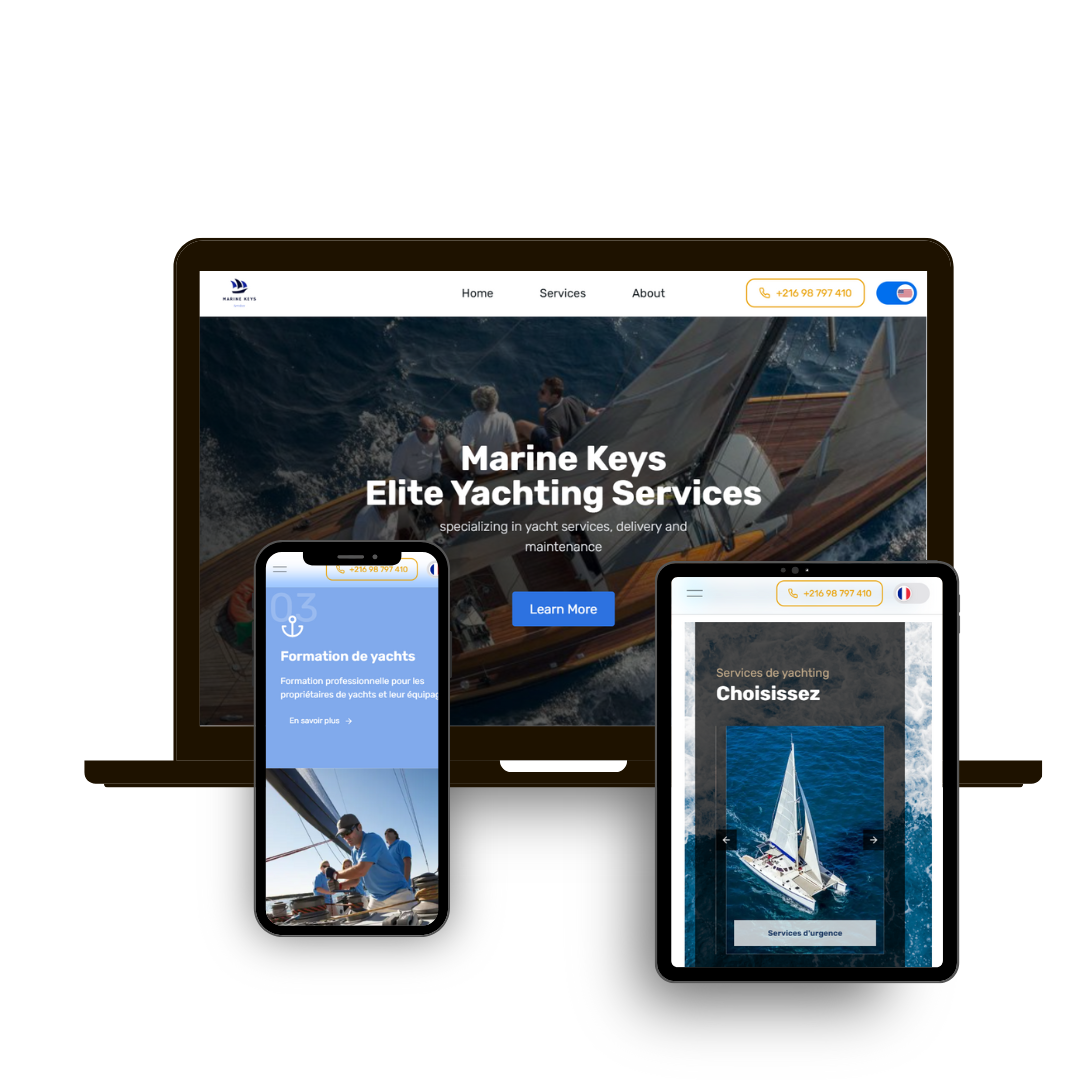 MARINE KEYS
Home
Services
About
+216 98 797 410
Marine Keys
Elite Yachting Services
specializing in yacht services, delivery and
maintenance
Learn More
+216 98 797 410
03
Formation de yachts
Formation professionnelle pour les
propriétaires de yachts et leur équipag
En savoir plus
+216 98 797 410
Services de yachting
Choisissez
Services d'urgence